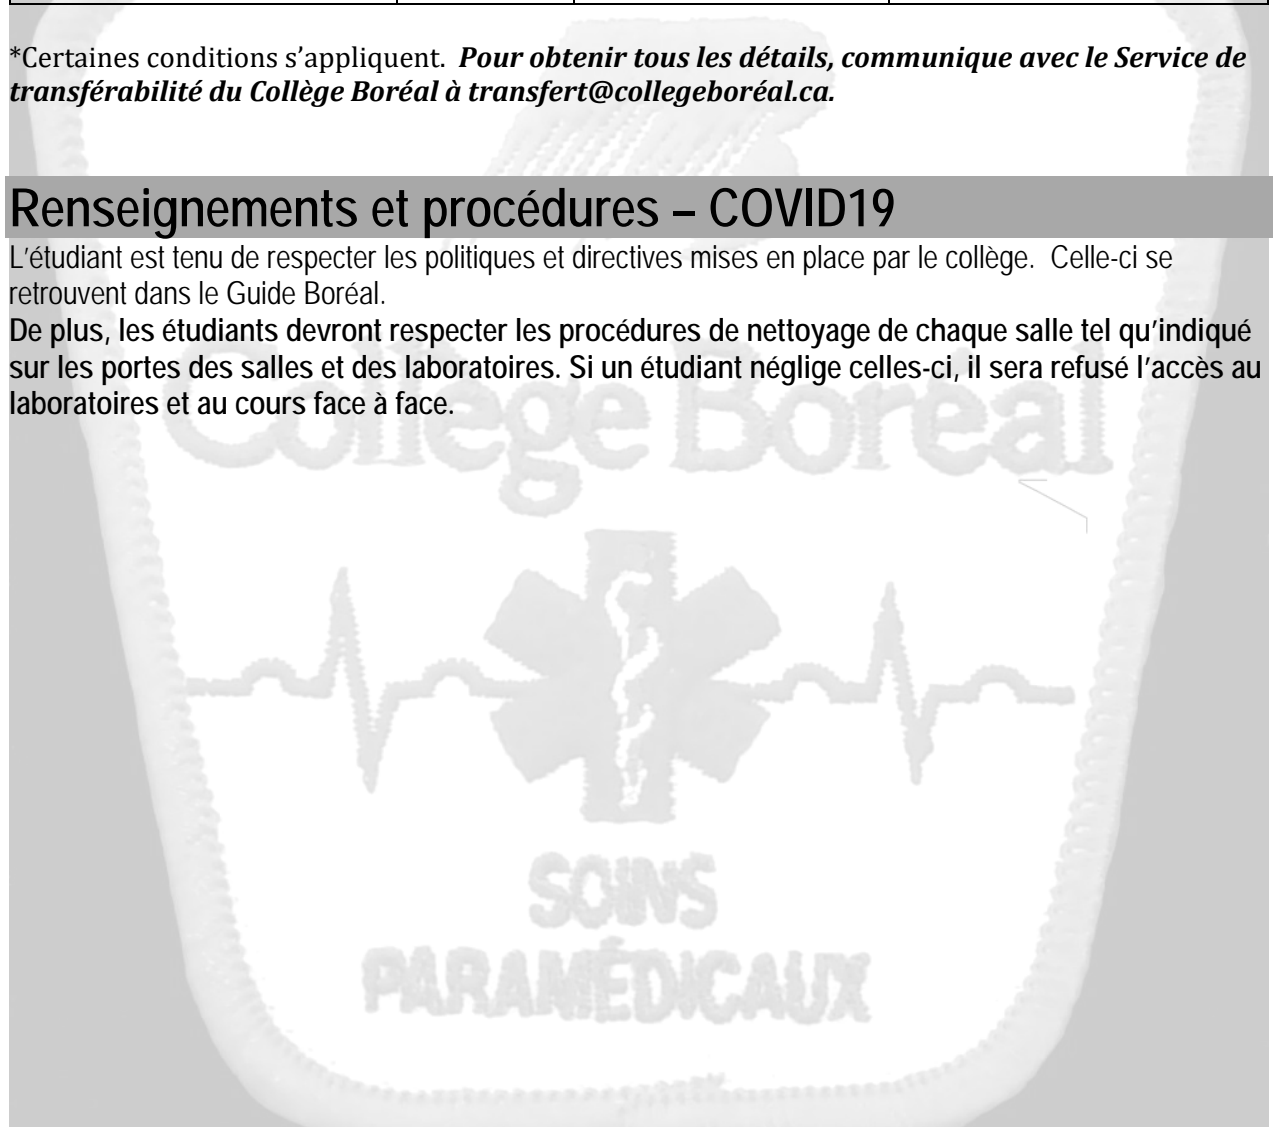 *Certaines conditions s’appliquent.  Pour obtenir tous les détails, communique avec le Service de
transférabilité du Collège Boréal à transfert@collegeboréal.ca.
Renseignements et procédures – COVID19
L’étudiant est tenu de respecter les politiques et directives mises en place par le collège.  Celle-ci se
retrouvent dans le Guide Boréal.
De plus, les étudiants devront respecter les procédures de nettoyage de chaque salle tel qu’indiqué
sur les portes des salles et des laboratoires. Si un étudiant néglige celles-ci, il sera refusé l’accès au
laboratoires et au cours face à face.
Collège Boréal
SOINS
PARAMÉDICAUX